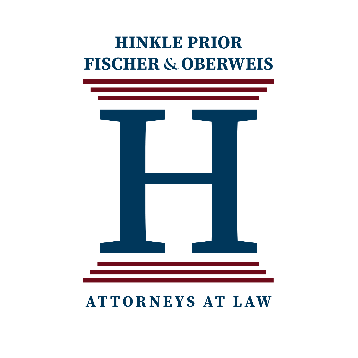 HINKLE PRIOR
FISCHER & OBERWEIS
H
ATTORNEYS AT LAW